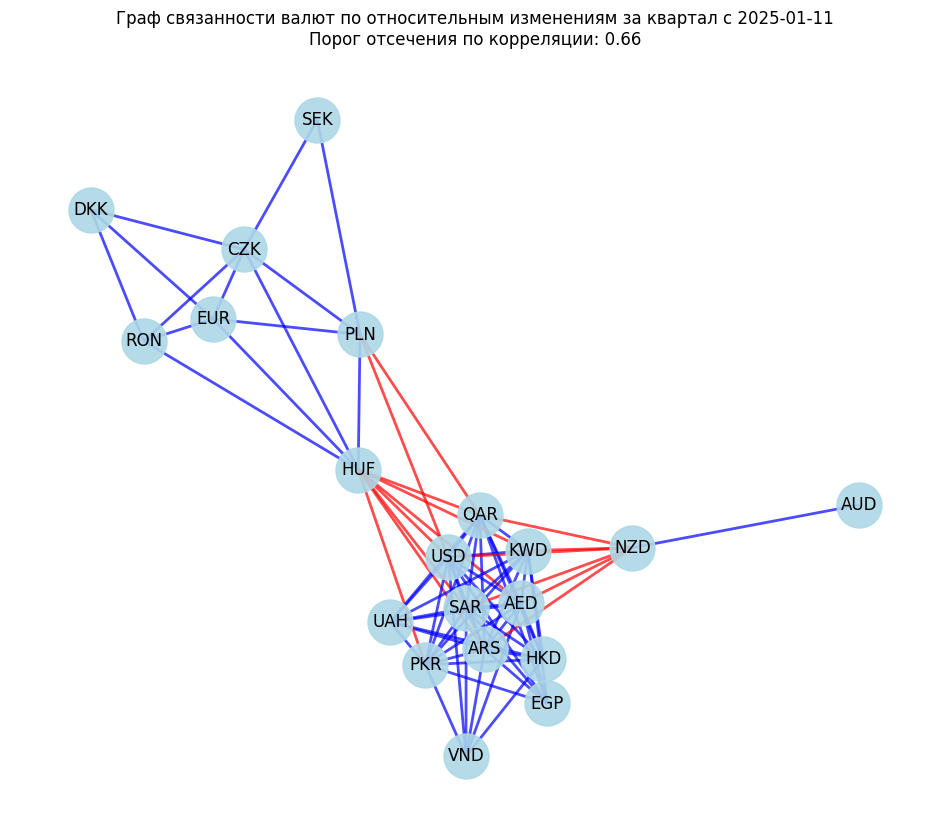 Граф связанности валют по относительным изменениям за квартал с 2025-01-11
Порог отсечения по корреляции: 0.66
SEK
DKK
CZK
EUR
PLN
RON
HUF
AUD
QAR
NZD
KWD
USD
AED
SAR
UAH
ARS
HKD
PKR
EGP
VND